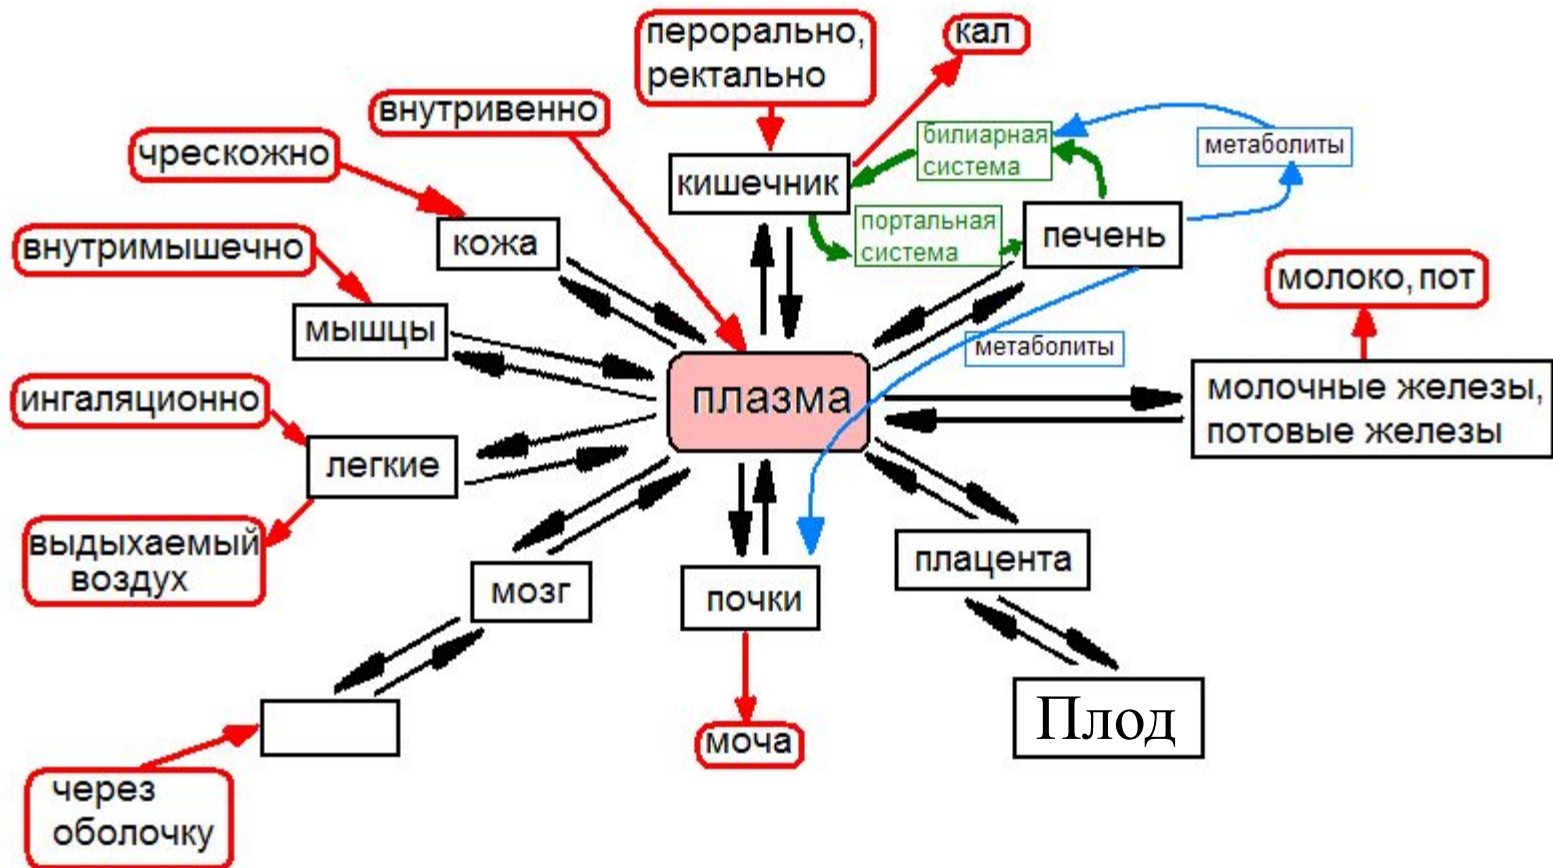 перорально,
ректально
кал
внутривенно
чрескожно
билиарная
система
метаболиты
кишечник
портальная
система
печень
кожа
внутримышечно
мышцы
молоко, пот
метаболиты
плазма
молочные железы,
потовые железы
ингаляционно
легкие
выдыхаемый
воздух
мозг
почки
плацента
Плод
моча
через
оболочку